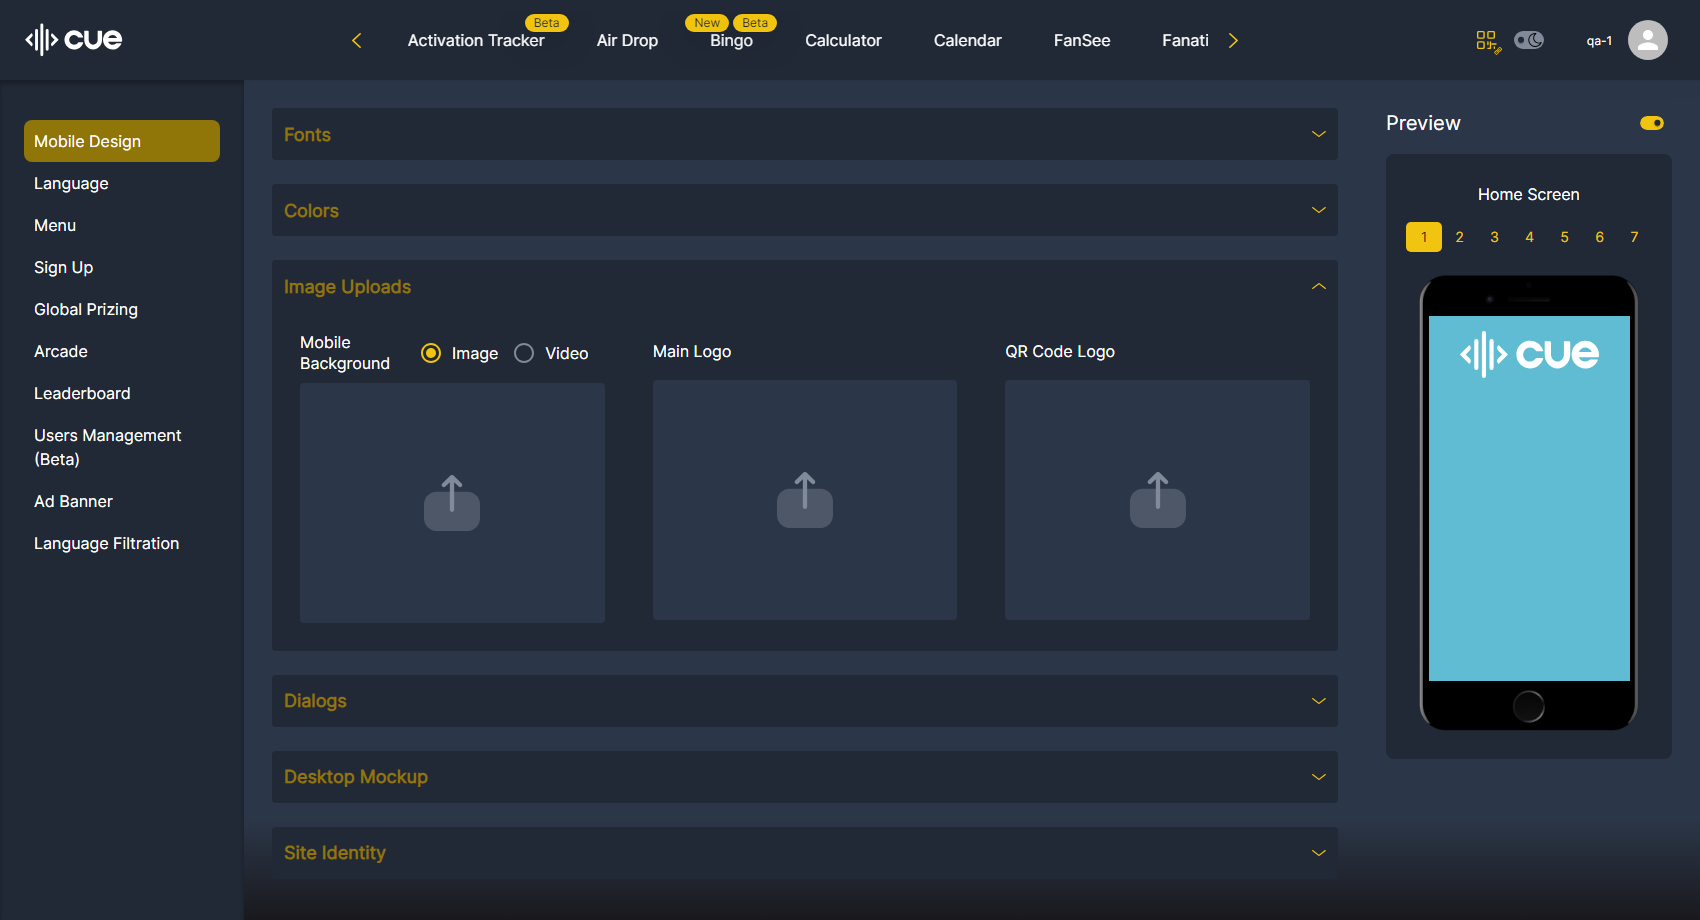 cue
Beta
New
Beta
Activation Tracker
Air Drop
Bingo
Calculator
Calendar
FanSee
Fanati
qa-1
Mobile Design
Language
Menu
Sign Up
Global Prizing
Arcade
Leaderboard
Users Management
(Beta)
Ad Banner
Language Filtration
Fonts
Colors
Image Uploads
Mobile
Background
Image
Video
Main Logo
QR Code Logo
Dialogs
Desktop Mockup
Site Identity
Preview
Home Screen
1 2 3 4 5 6 7
cue